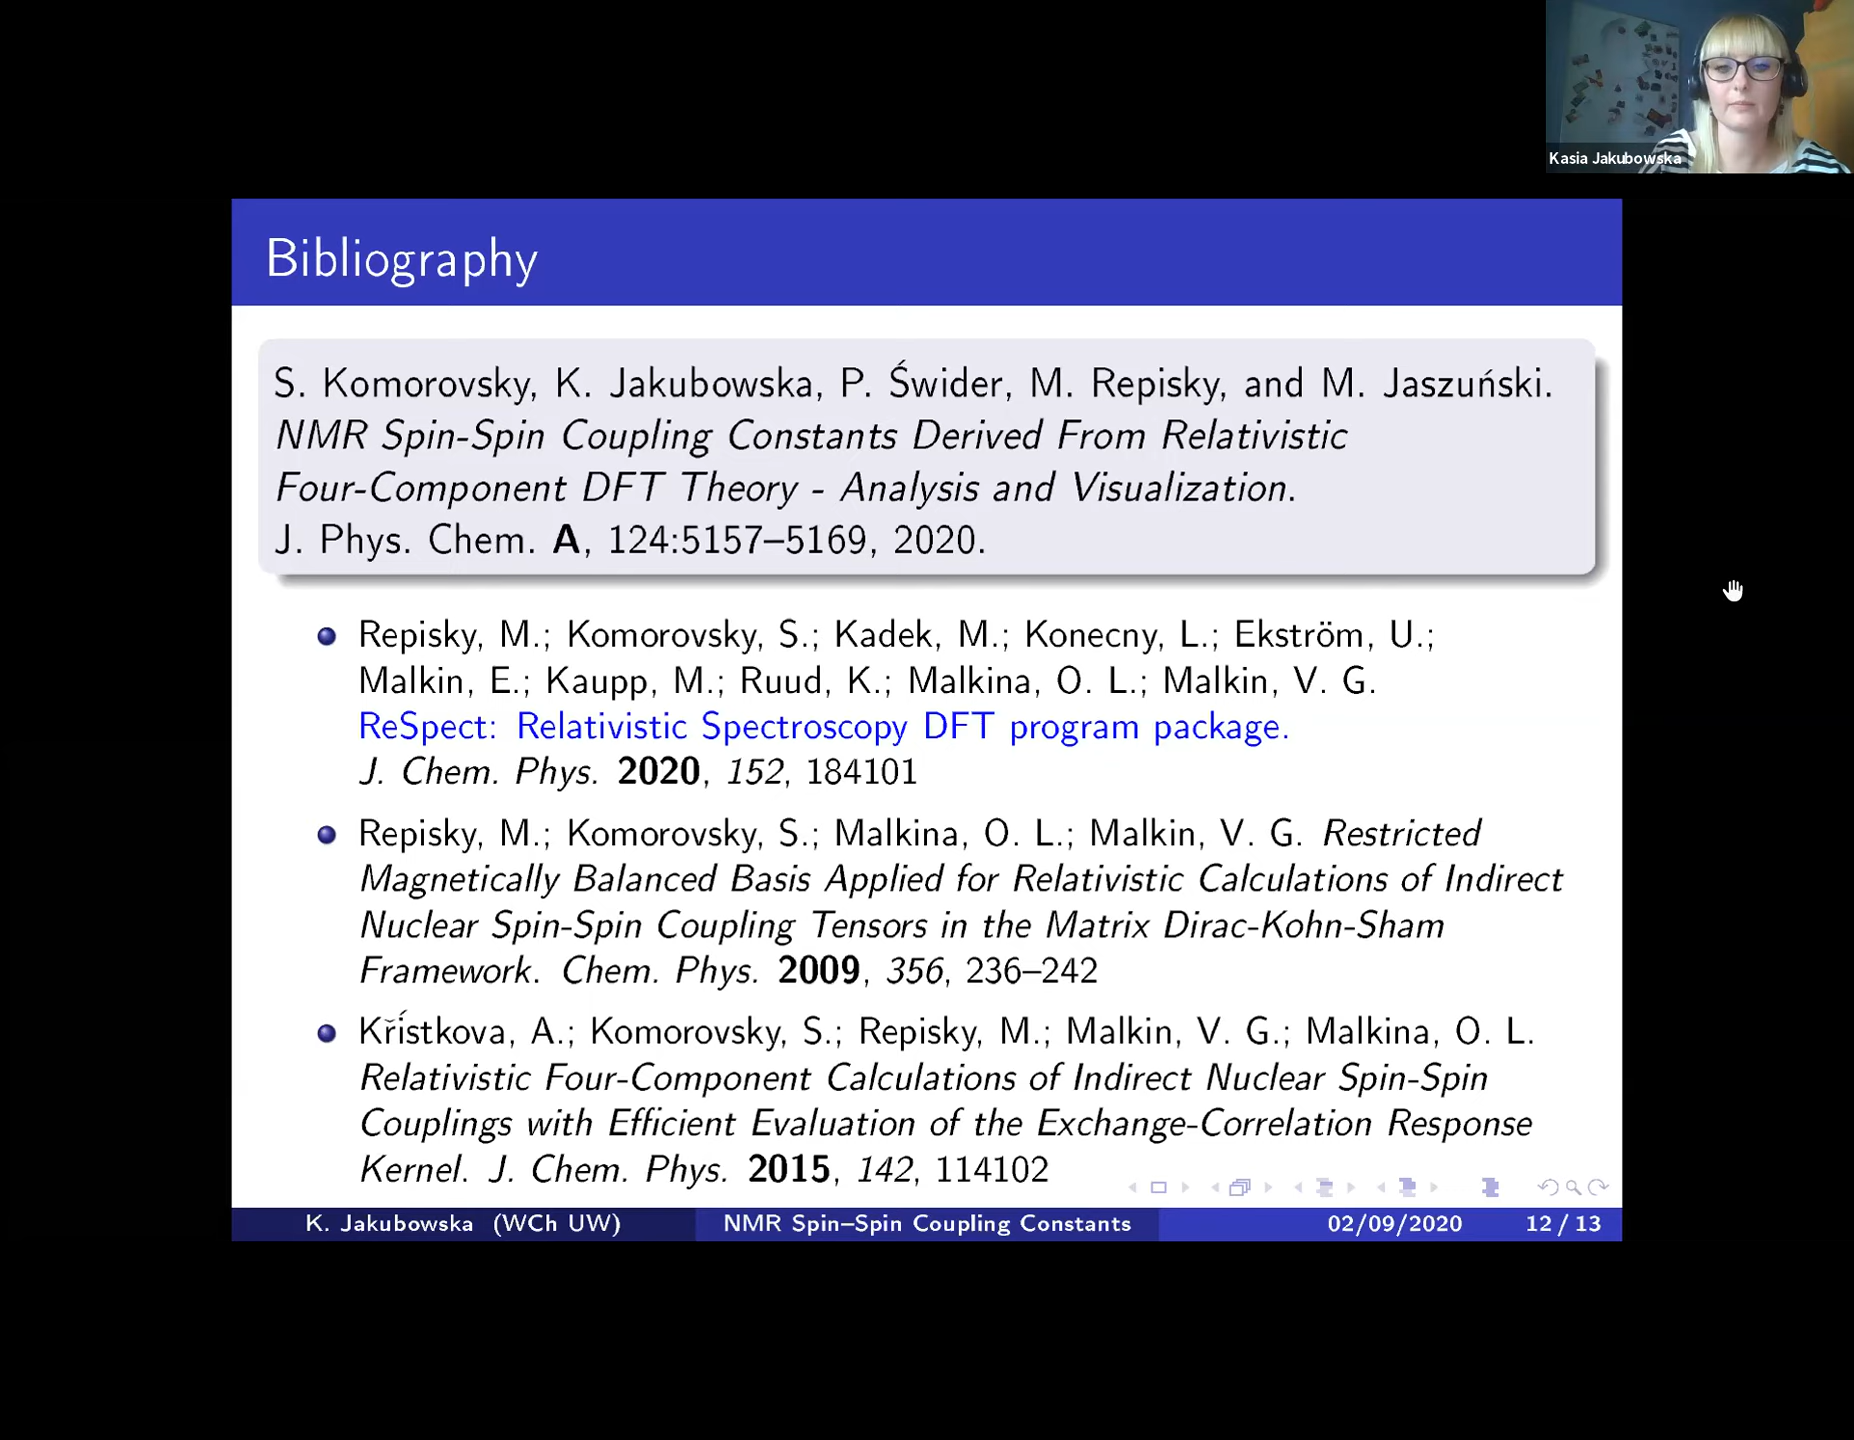 Kasia Jakubowska
Bibliography
S. Komorovsky, K. Jakubowska, P. Świder, M. Repisky, and M. Jaszuński.
NMR Spin-Spin Coupling Constants Derived From Relativistic
Four-Component DFT Theory - Analysis and Visualization.
J. Phys. Chem. A, 124:5157–5169, 2020.
Repisky, M.; Komorovsky, S.; Kadek, M.; Konecny, L.; Ekström, U.;
Malkin, E.; Kaupp, M.; Ruud, K.; Malkina, O. L.; Malkin, V. G.
ReSpect: Relativistic Spectroscopy DFT program package.
J. Chem. Phys. 2020, 152, 184101
Repisky, M.; Komorovsky, S.; Malkina, O. L.; Malkin, V. G. Restricted
Magnetically Balanced Basis Applied for Relativistic Calculations of Indirect
Nuclear Spin-Spin Coupling Tensors in the Matrix Dirac-Kohn-Sham
Framework. Chem. Phys. 2009, 356, 236–242
Křístkova, A.; Komorovsky, S.; Repisky, M.; Malkin, V. G.; Malkina, O. L.
Relativistic Four-Component Calculations of Indirect Nuclear Spin-Spin
Couplings with Efficient Evaluation of the Exchange-Correlation Response
Kernel. J. Chem. Phys. 2015, 142, 114102
K. Jakubowska (WCh UW) NMR Spin–Spin Coupling Constants 02/09/2020 12 / 13